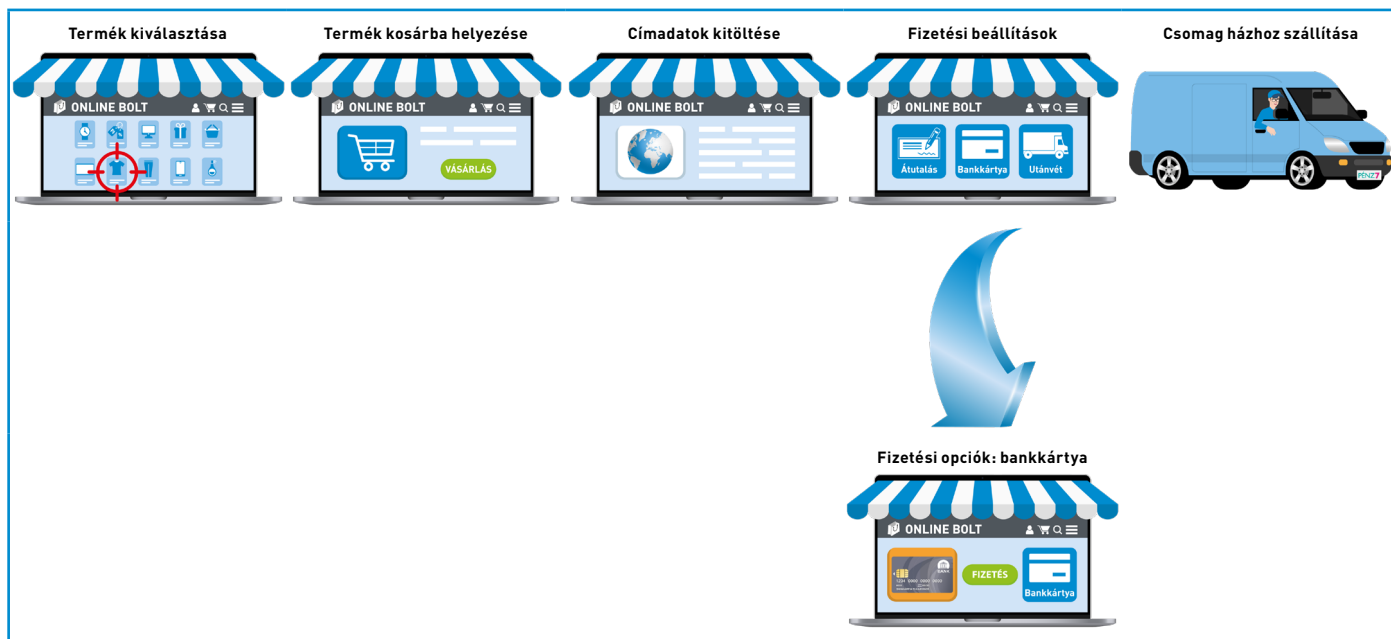 Termék kiválasztása
Termék kosárba helyezése
Címadatok kitöltése
Fizetési beállítások
Csomag házhoz szállítása
ONLINE BOLT
ONLINE BOLT
VÁSÁRLÁS
ONLINE BOLT
ONLINE BOLT
Átutalás
Bankkártya
Utánvét
PÉNZ7
Fizetési opciók: bankkártya
ONLINE BOLT
FIZETÉS
Bankkártya